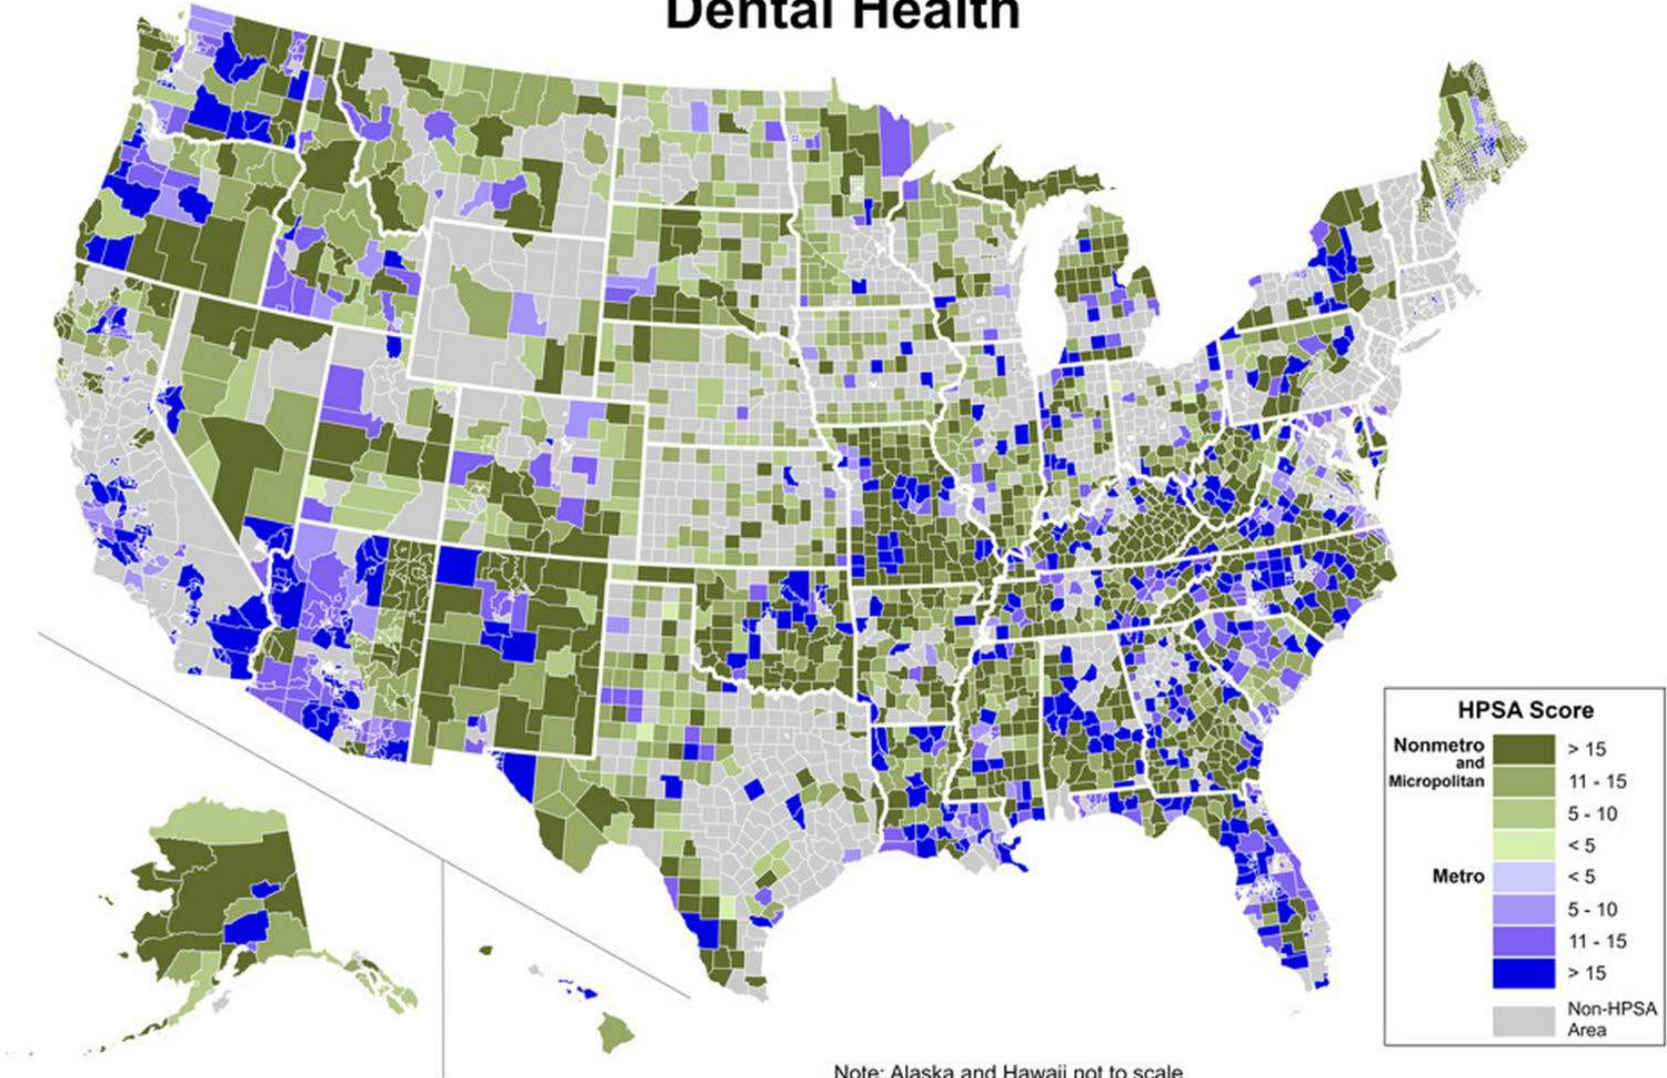 Dental Health
HPSA Score
Nonmetro
and
Micropolitan
> 15
11 - 15
5 - 10
< 5
Metro
< 5
5 - 10
11 - 15
> 15
Non-HPSA
Area
Note: Alaska and Hawaii not to scale